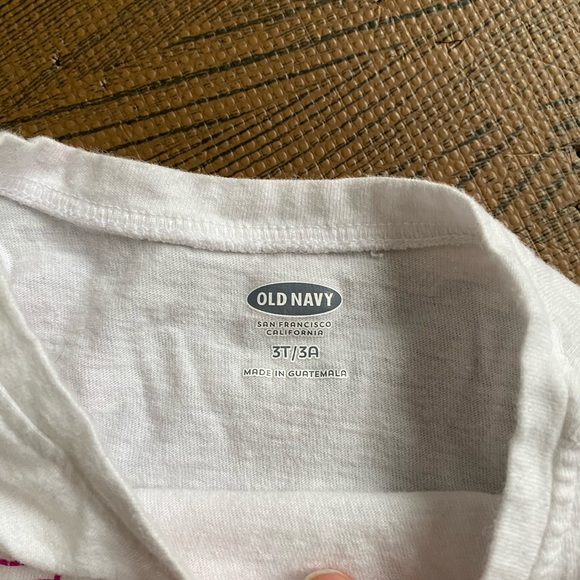 OLD NAVY
SAN FRANCISCO
CALIFORNIA
3T/3A
MADE IN GUATEMALA